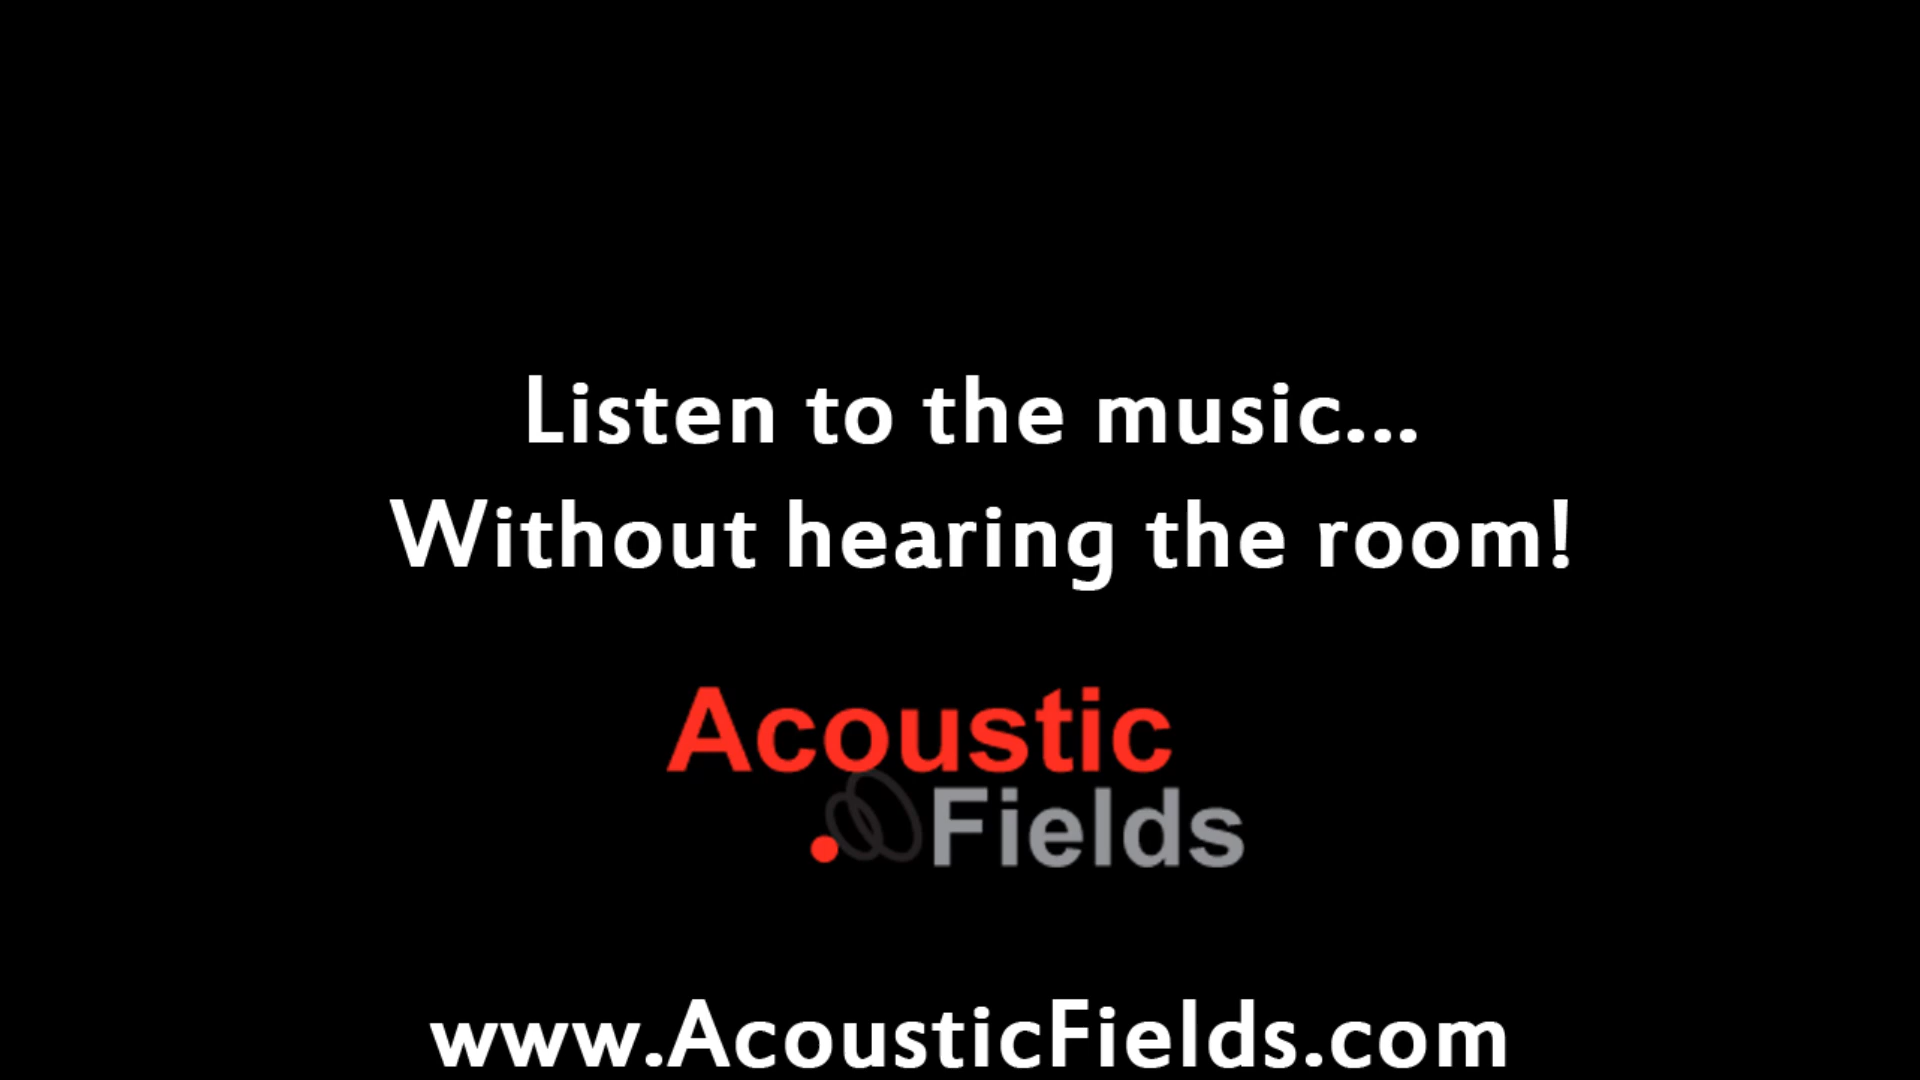 Listen to the music...
Without hearing the room!
Acoustic
Fields
www.AcousticFields.com